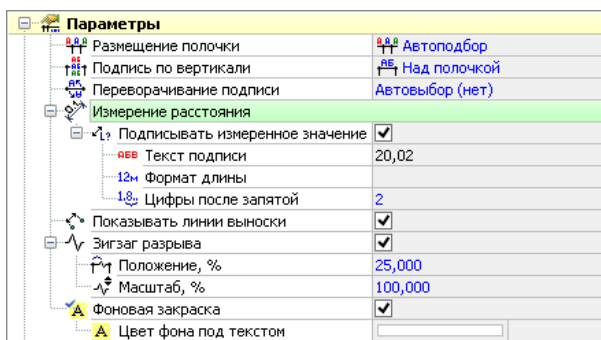 Параметры
Размещение полочки Автоподбор
Подпись по вертикали Над полочкой
Переворачивание подписи Автовыбор (нет)
Измерение расстояния
Подписывать измеренное значение
Текст подписи 20,02
Формат длины
Цифры после запятой 2
Показывать линии выноски
Зигзаг разрыва
Положение, % 25,000
Масштаб, % 100,000
Фоновая закраска
Цвет фона под текстом